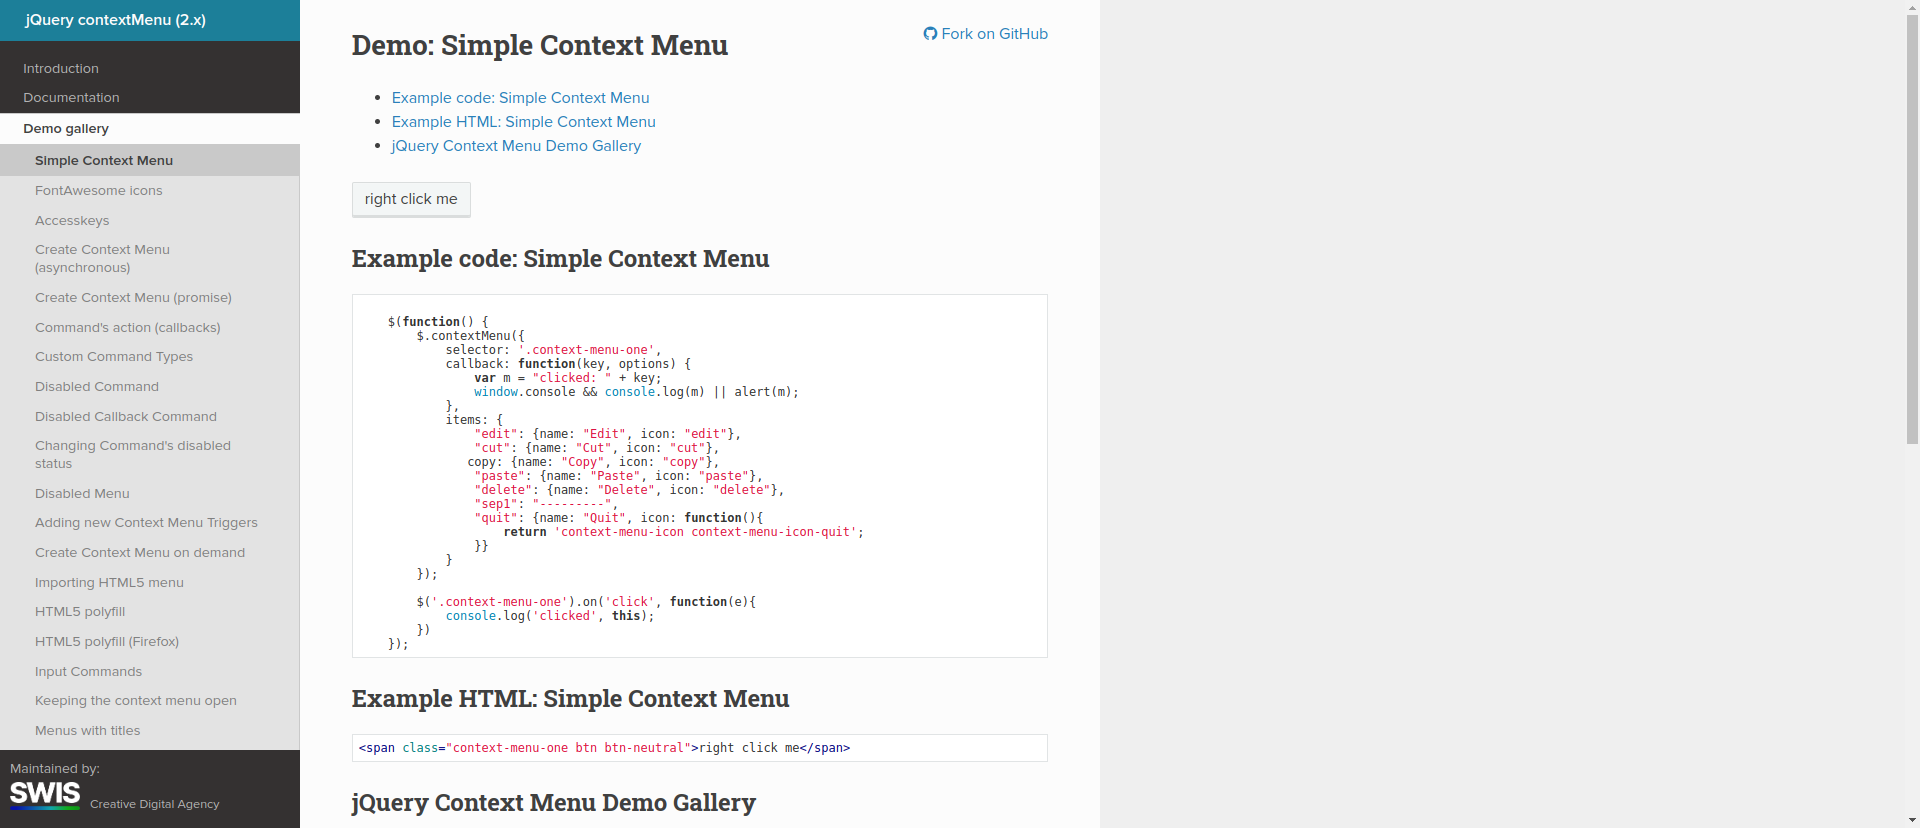 jQuery contextMenu (2.x)
Introduction
Documentation
Demo gallery
Simple Context Menu
FontAwesome icons
Accesskeys
Create Context Menu
(asynchronous)
Create Context Menu (promise)
Command's action (callbacks)
Custom Command Types
Disabled Command
Disabled Callback Command
Changing Command's disabled
status
Disabled Menu
Adding new Context Menu Triggers
Create Context Menu on demand
Importing HTML5 menu
HTML5 polyfill
HTML5 polyfill (Firefox)
Input Commands
Keeping the context menu open
Menus with titles
Maintained by:
SWIS Creative Digital Agency
Fork on GitHub
Demo: Simple Context Menu
• Example code: Simple Context Menu
• Example HTML: Simple Context Menu
• jQuery Context Menu Demo Gallery
right click me
Example code: Simple Context Menu
$(function() {
    $.contextMenu({
        selector: '.context-menu-one',
        callback: function(key, options) {
            var m = "clicked: " + key;
            window.console && console.log(m) || alert(m);
        },
        items: {
            "edit": {name: "Edit", icon: "edit"},
            "cut": {name: "Cut", icon: "cut"},
           copy: {name: "Copy", icon: "copy"},
            "paste": {name: "Paste", icon: "paste"},
            "delete": {name: "Delete", icon: "delete"},
            "sep1": "---------",
            "quit": {name: "Quit", icon: function(){
                return 'context-menu-icon context-menu-icon-quit';
            }}
        }
    });
    $('.context-menu-one').on('click', function(e){
        console.log('clicked', this);
    })
});
Example HTML: Simple Context Menu
<span class="context-menu-one btn btn-neutral">right click me</span>
jQuery Context Menu Demo Gallery